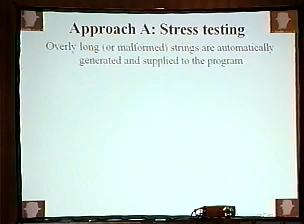 Approach A: Stress testing
Overly long (or malformed) strings are automatically
generated and supplied to the program